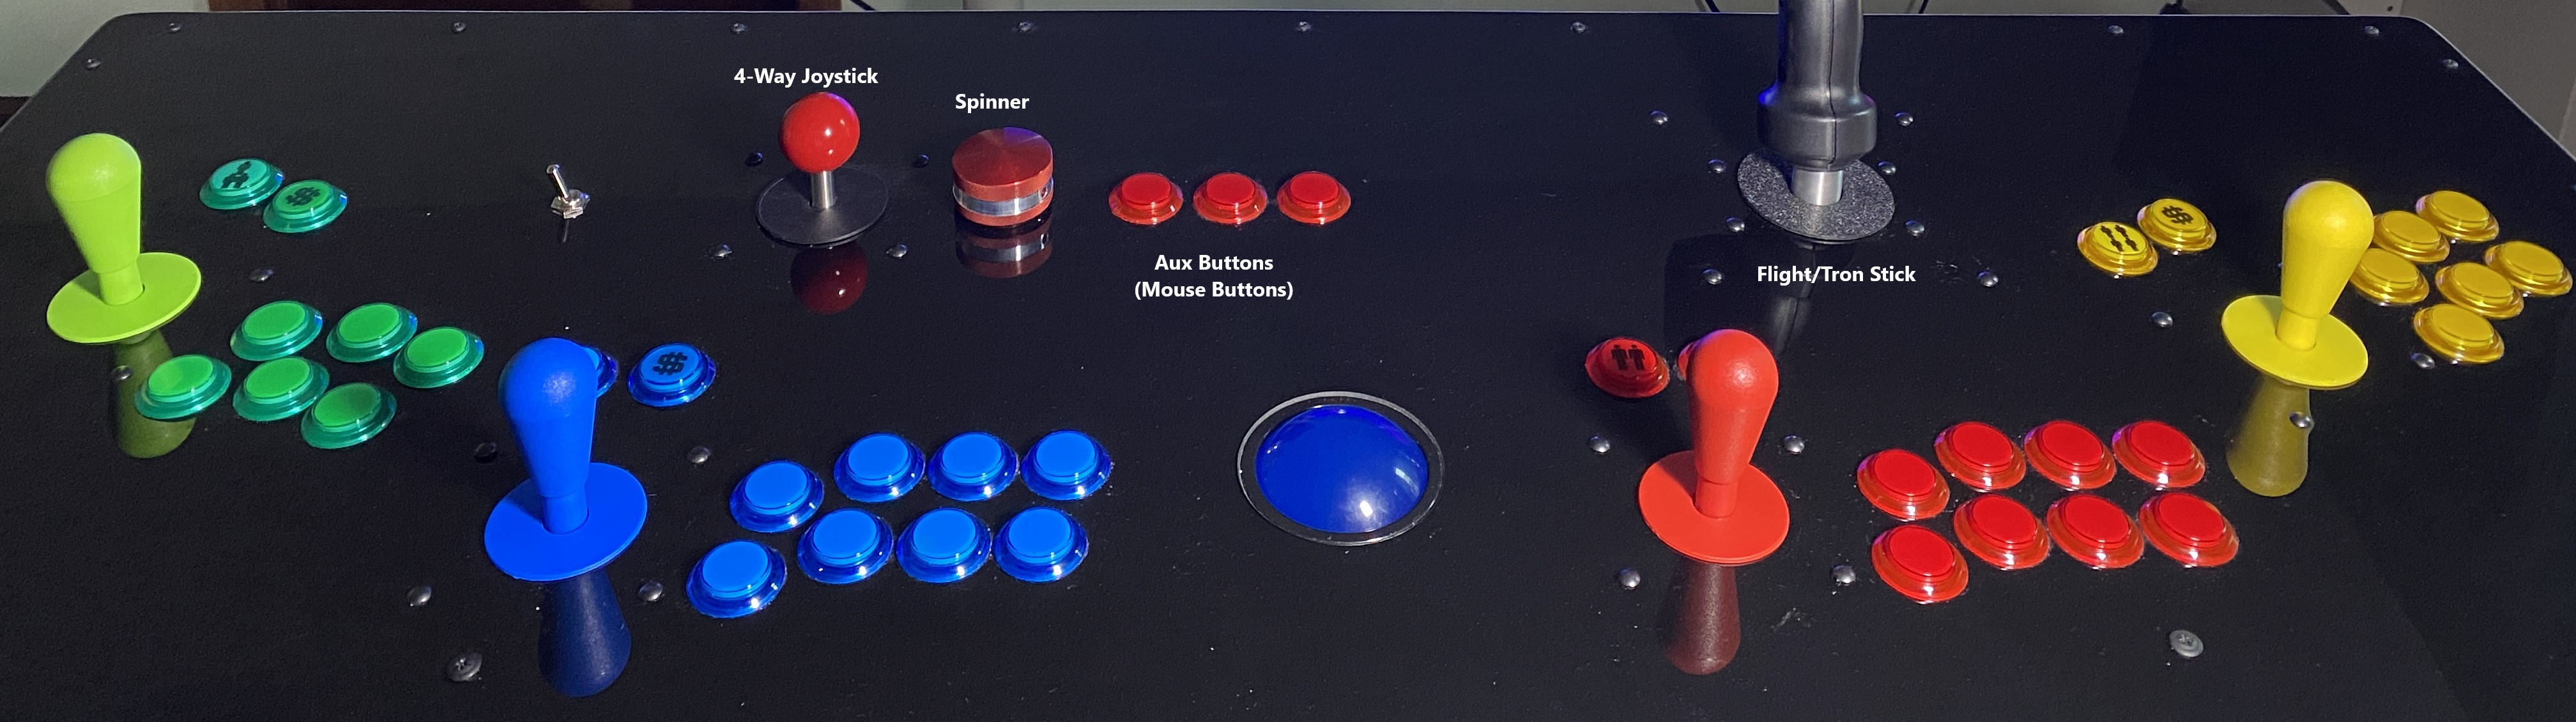 4-Way Joystick
Spinner
Aux Buttons
(Mouse Buttons)
Flight/Tron Stick
$
$
$